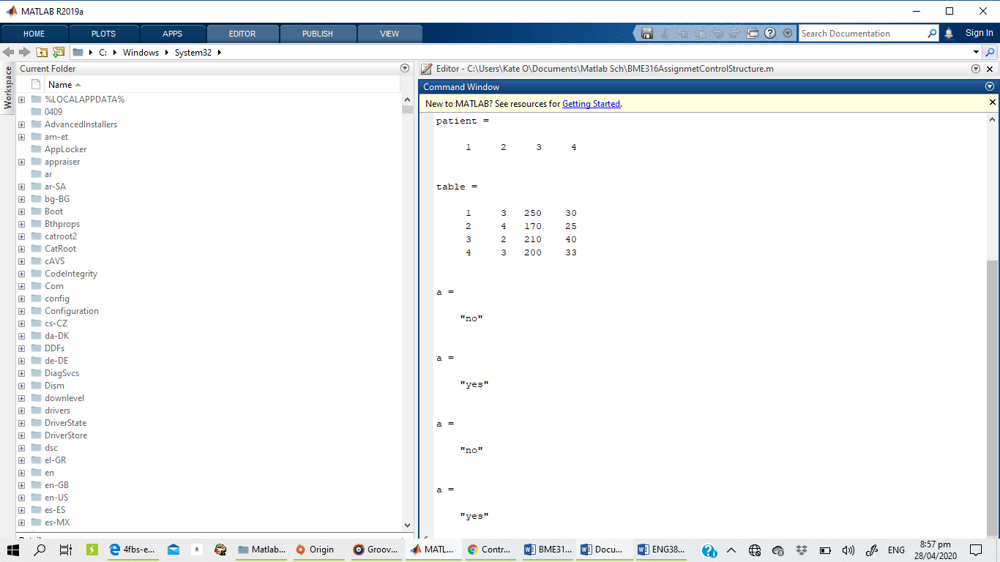 MATLAB R2019a
HOME PLOTS APPS EDITOR PUBLISH VIEW Search Documentation Sign In
C: Windows System32
Workspace
Current Folder
Name
%LOCALAPPDATA%
0409
AdvancedInstallers
am-et
AppLocker
appraiser
ar
ar-SA
bg-BG
Boot
Bthprops
catroot2
CatRoot
cAVS
CodeIntegrity
Com
config
Configuration
cs-CZ
da-DK
DDFs
de-DE
DiagSvcs
Dism
downlevel
drivers
DriverState
DriverStore
dsc
el-GR
en
en-GB
en-US
es-ES
es-MX
Editor - C:\Users\Kate O\Documents\Matlab Sch\BME316AssignmetControlStructure.m
Command Window
New to MATLAB? See resources for Getting Started.
patient =
1 2 3 4
table =
1 3 250 30
2 4 170 25
3 2 210 40
4 3 200 33
a =
"no"
a =
"yes"
a =
"no"
a =
"yes"
4fbs-e... a Matlab... Origin Groov... MATL... Contr... BME31... Docu... ENG38... ENG 8:57 pm
28/04/2020